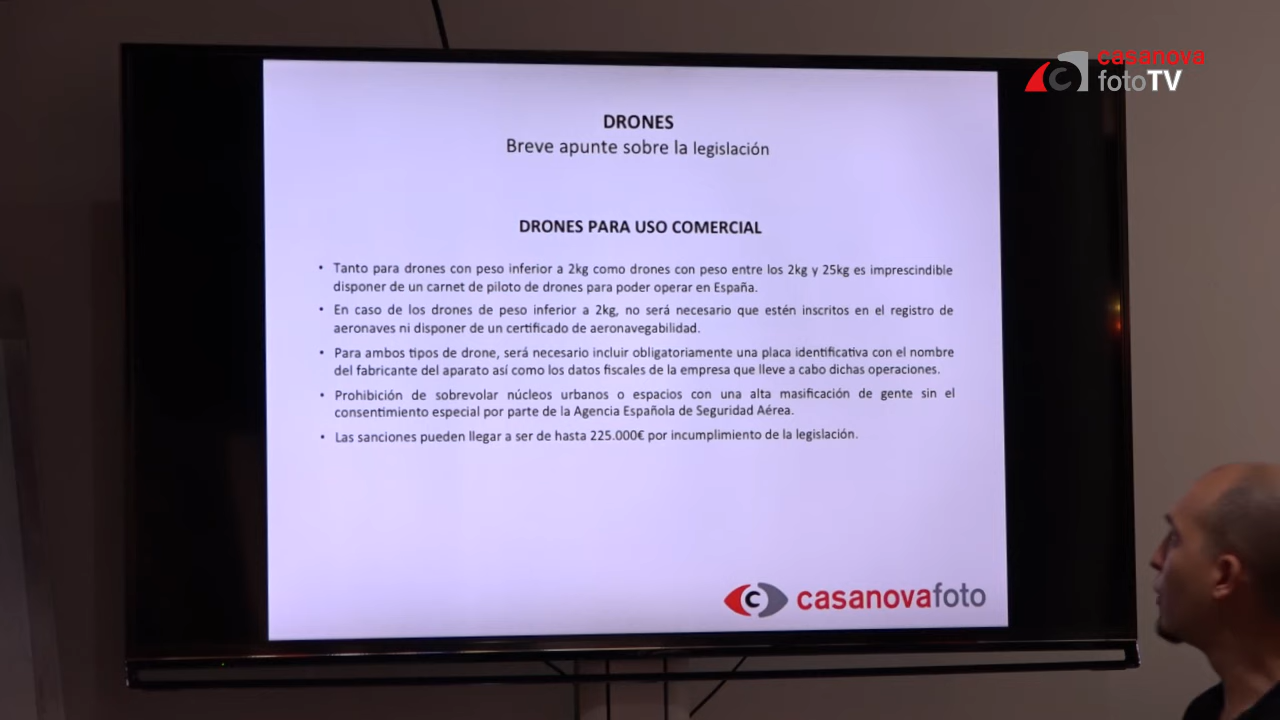 casanova
fotoTV
DRONES
Breve apunte sobre la legislación
DRONES PARA USO COMERCIAL
• Tanto para drones con peso inferior a 2kg como drones con peso entre los 2kg y 25kg es imprescindible
disponer de un carnet de piloto de drones para poder operar en España.
• En caso de los drones de peso inferior a 2kg, no será necesario que estén inscritos en el registro de
aeronaves ni disponer de un certificado de aeronavegabilidad.
• Para ambos tipos de drone, será necesario incluir obligatoriamente una placa identificativa con el nombre
del fabricante del aparato así como los datos fiscales de la empresa que lleve a cabo dichas operaciones.
• Prohibición de sobrevolar núcleos urbanos o espacios con una alta masificación de gente sin el
consentimiento especial por parte de la Agencia Española de Seguridad Aérea.
• Las sanciones pueden llegar a ser de hasta 225.000€ por incumplimiento de la legislación.
c casanovafoto